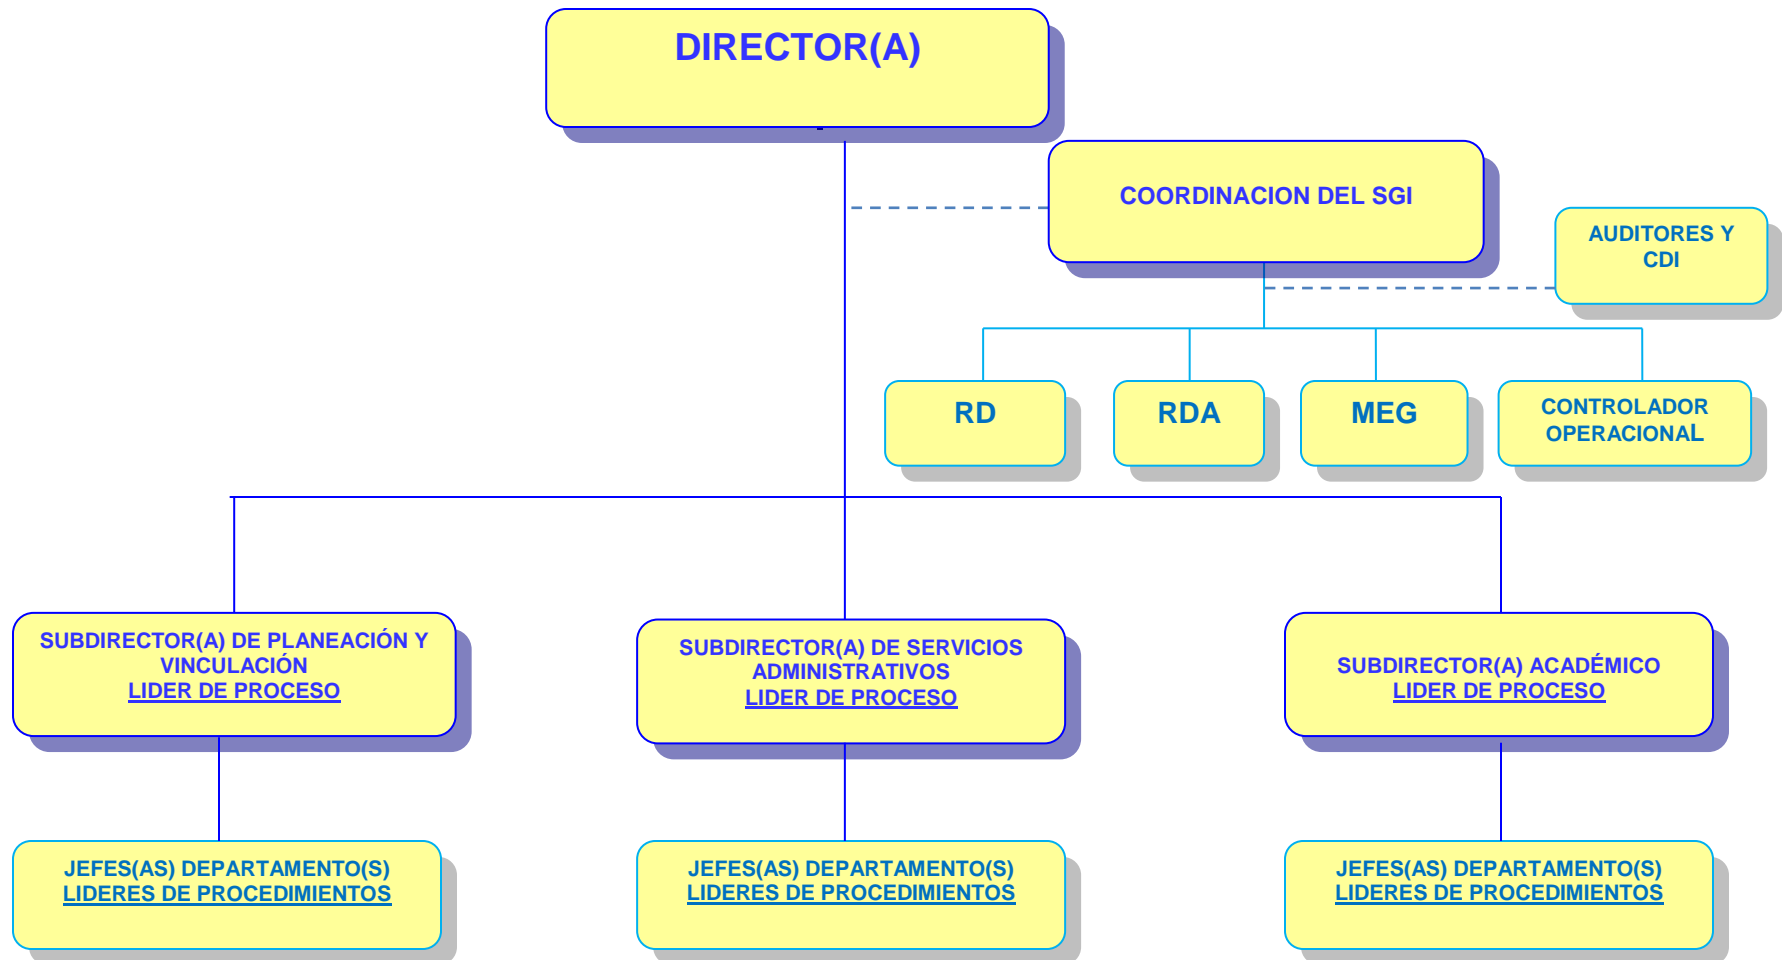 DIRECTOR(A)
COORDINACION DEL SGI
AUDITORES Y
CDI
RD
RDA
MEG
CONTROLADOR
OPERACIONAL
SUBDIRECTOR(A) DE PLANEACIÓN Y
VINCULACIÓN
LIDER DE PROCESO
SUBDIRECTOR(A) DE SERVICIOS
ADMINISTRATIVOS
LIDER DE PROCESO
SUBDIRECTOR(A) ACADÉMICO
LIDER DE PROCESO
JEFES(AS) DEPARTAMENTO(S)
LIDERES DE PROCEDIMIENTOS
JEFES(AS) DEPARTAMENTO(S)
LIDERES DE PROCEDIMIENTOS
JEFES(AS) DEPARTAMENTO(S)
LIDERES DE PROCEDIMIENTOS